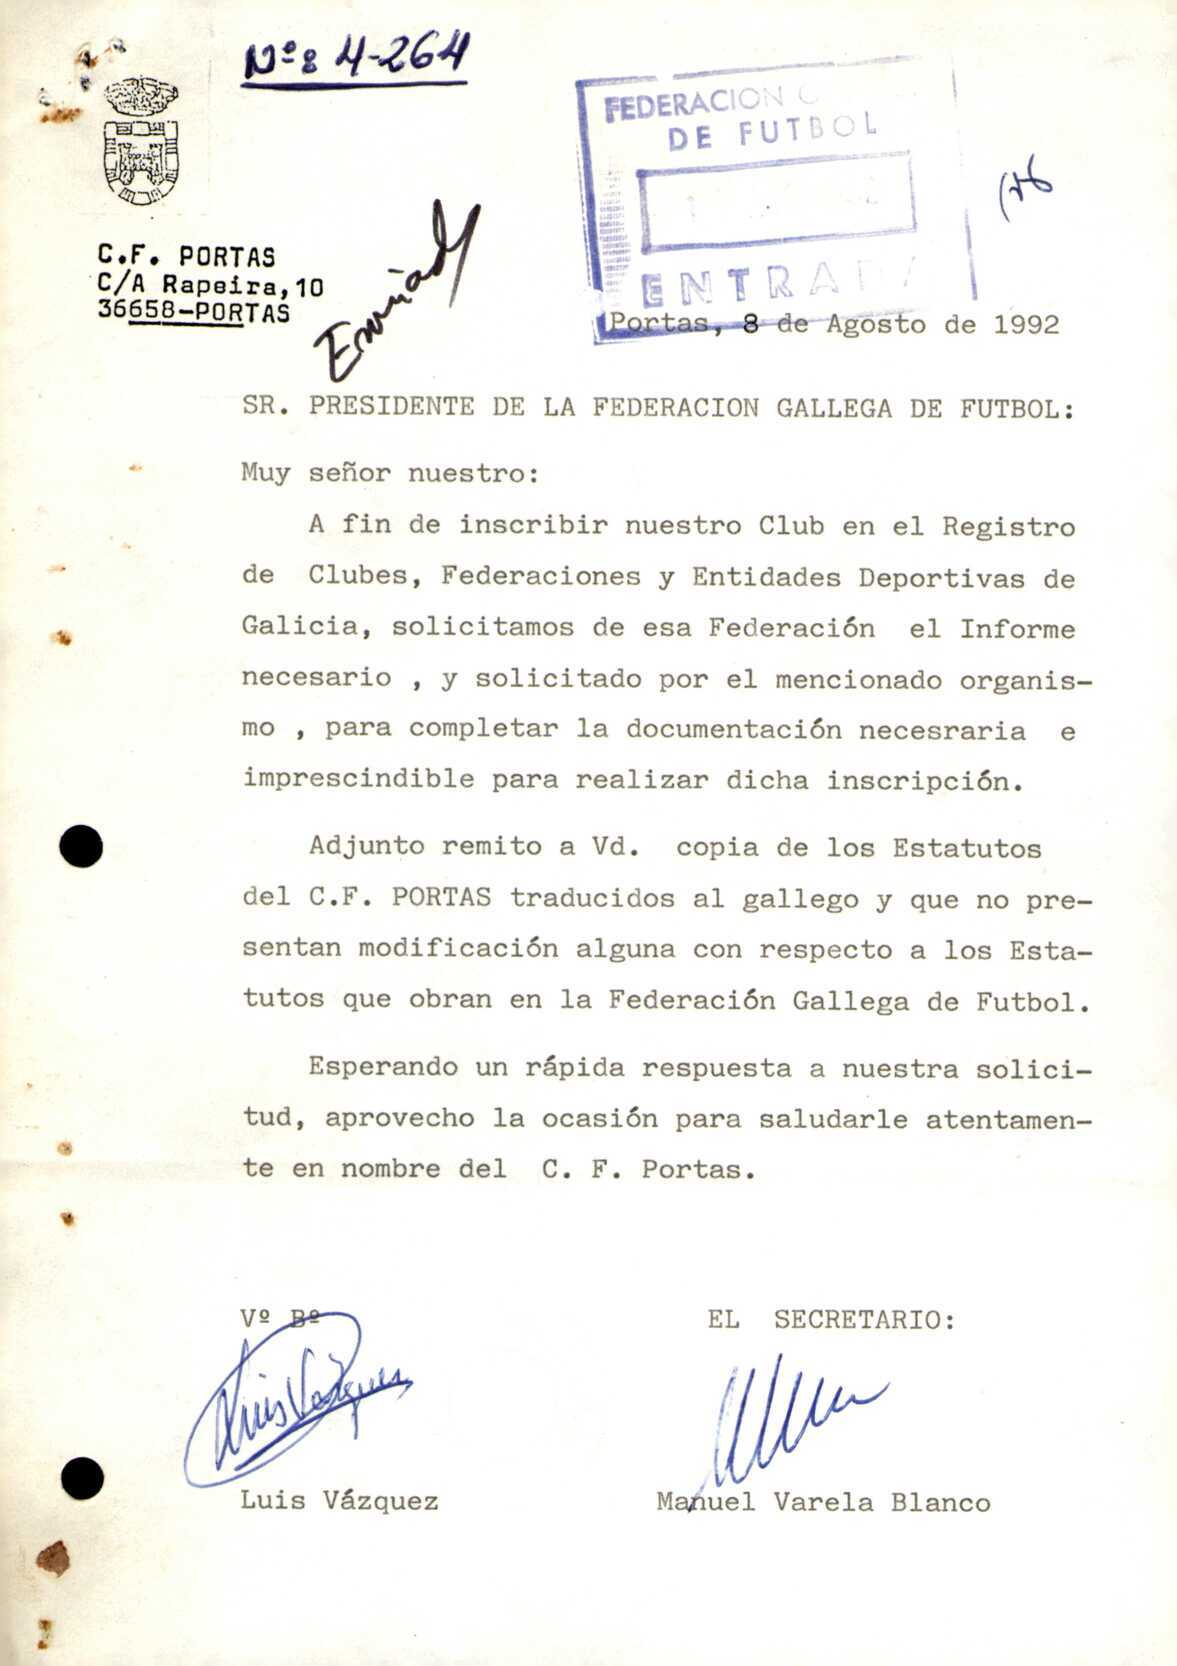 Nº: 4-264
FEDERACION
DE FUTBOL
ENTRADA
C.F. PORTAS
C/A Rapeira,10
36658-PORTAS
Enviado
Portas, 8 de Agosto de 1992
SR. PRESIDENTE DE LA FEDERACION GALLEGA DE FUTBOL:
Muy señor nuestro:
A fin de inscribir nuestro Club en el Registro
de Clubes, Federaciones y Entidades Deportivas de
Galicia, solicitamos de esa Federación el Informe
necesario , y solicitado por el mencionado organis-
mo , para completar la documentación necesraria e
imprescindible para realizar dicha inscripción.
Adjunto remito a Vd. copia de los Estatutos
del C.F. PORTAS traducidos al gallego y que no pre-
sentan modificación alguna con respecto a los Esta-
tutos que obran en la Federación Gallega de Futbol.
Esperando un rápida respuesta a nuestra solici-
tud, aprovecho la ocasión para saludarle atentamen-
te en nombre del C. F. Portas.
Vº Bº
EL SECRETARIO:
Luis Vázquez
Luis Vázquez
Manuel Varela Blanco